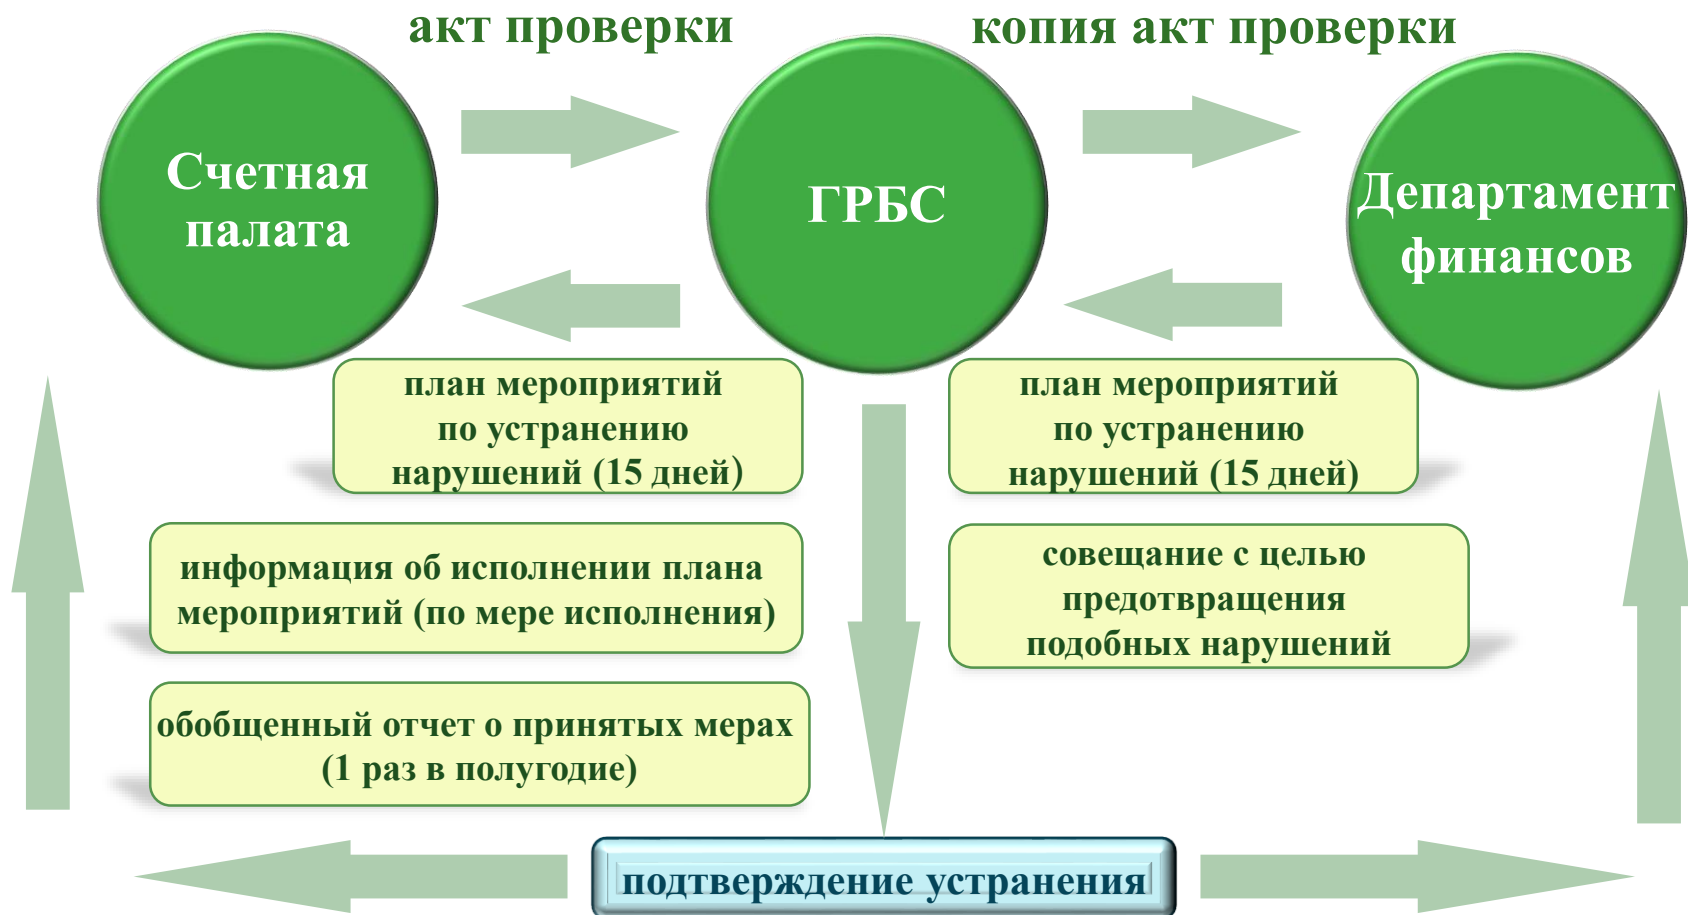 акт проверки
копия акт проверки
Счетная
палата
ГРБС
Департамент
финансов
план мероприятий
по устранению
нарушений (15 дней)
план мероприятий
по устранению
нарушений (15 дней)
информация об исполнении плана
мероприятий (по мере исполнения)
совещание с целью
предотвращения
подобных нарушений
обобщенный отчет о принятых мерах
(1 раз в полугодие)
подтверждение устранения